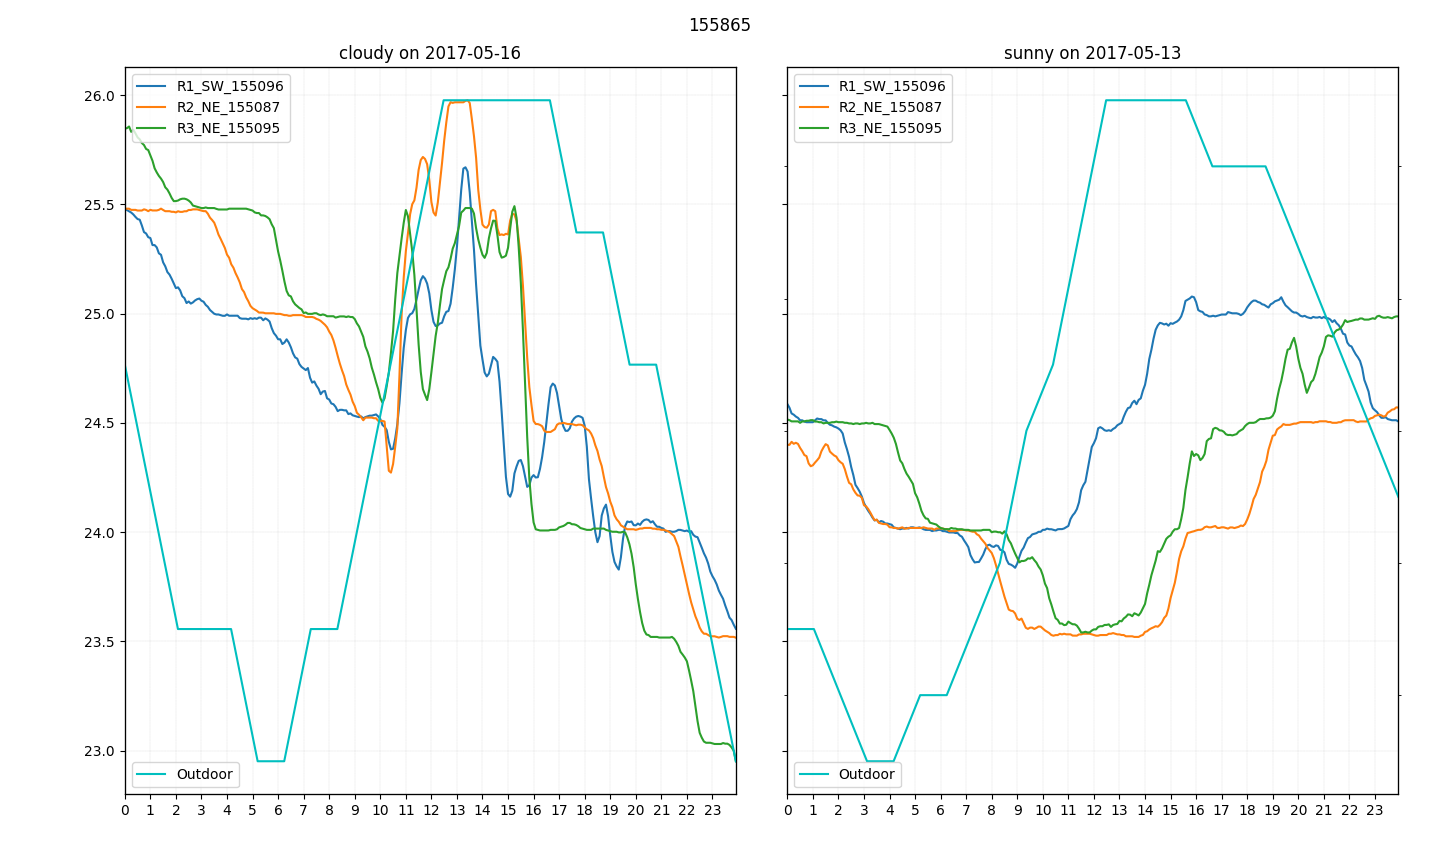 155865
cloudy on 2017-05-16
R1_SW_155096
R2_NE_155087
R3_NE_155095
26.0
25.5
25.0
24.5
24.0
23.5
23.0
Outdoor
0 1 2 3 4 5 6 7 8 9 10 11 12 13 14 15 16 17 18 19 20 21 22 23
sunny on 2017-05-13
R1_SW_155096
R2_NE_155087
R3_NE_155095
Outdoor
0 1 2 3 4 5 6 7 8 9 10 11 12 13 14 15 16 17 18 19 20 21 22 23